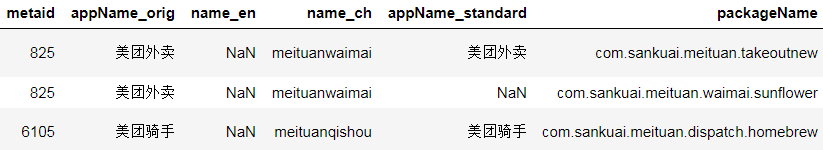 metaid appName_orig name_en name_ch appName_standard packageName
825 美团外卖 NaN meituanwaimai 美团外卖 com.sankuai.meituan.takeoutnew
825 美团外卖 NaN meituanwaimai NaN com.sankuai.meituan.waimai.sunflower
6105 美团骑手 NaN meituanqishou 美团骑手 com.sankuai.meituan.dispatch.homebrew